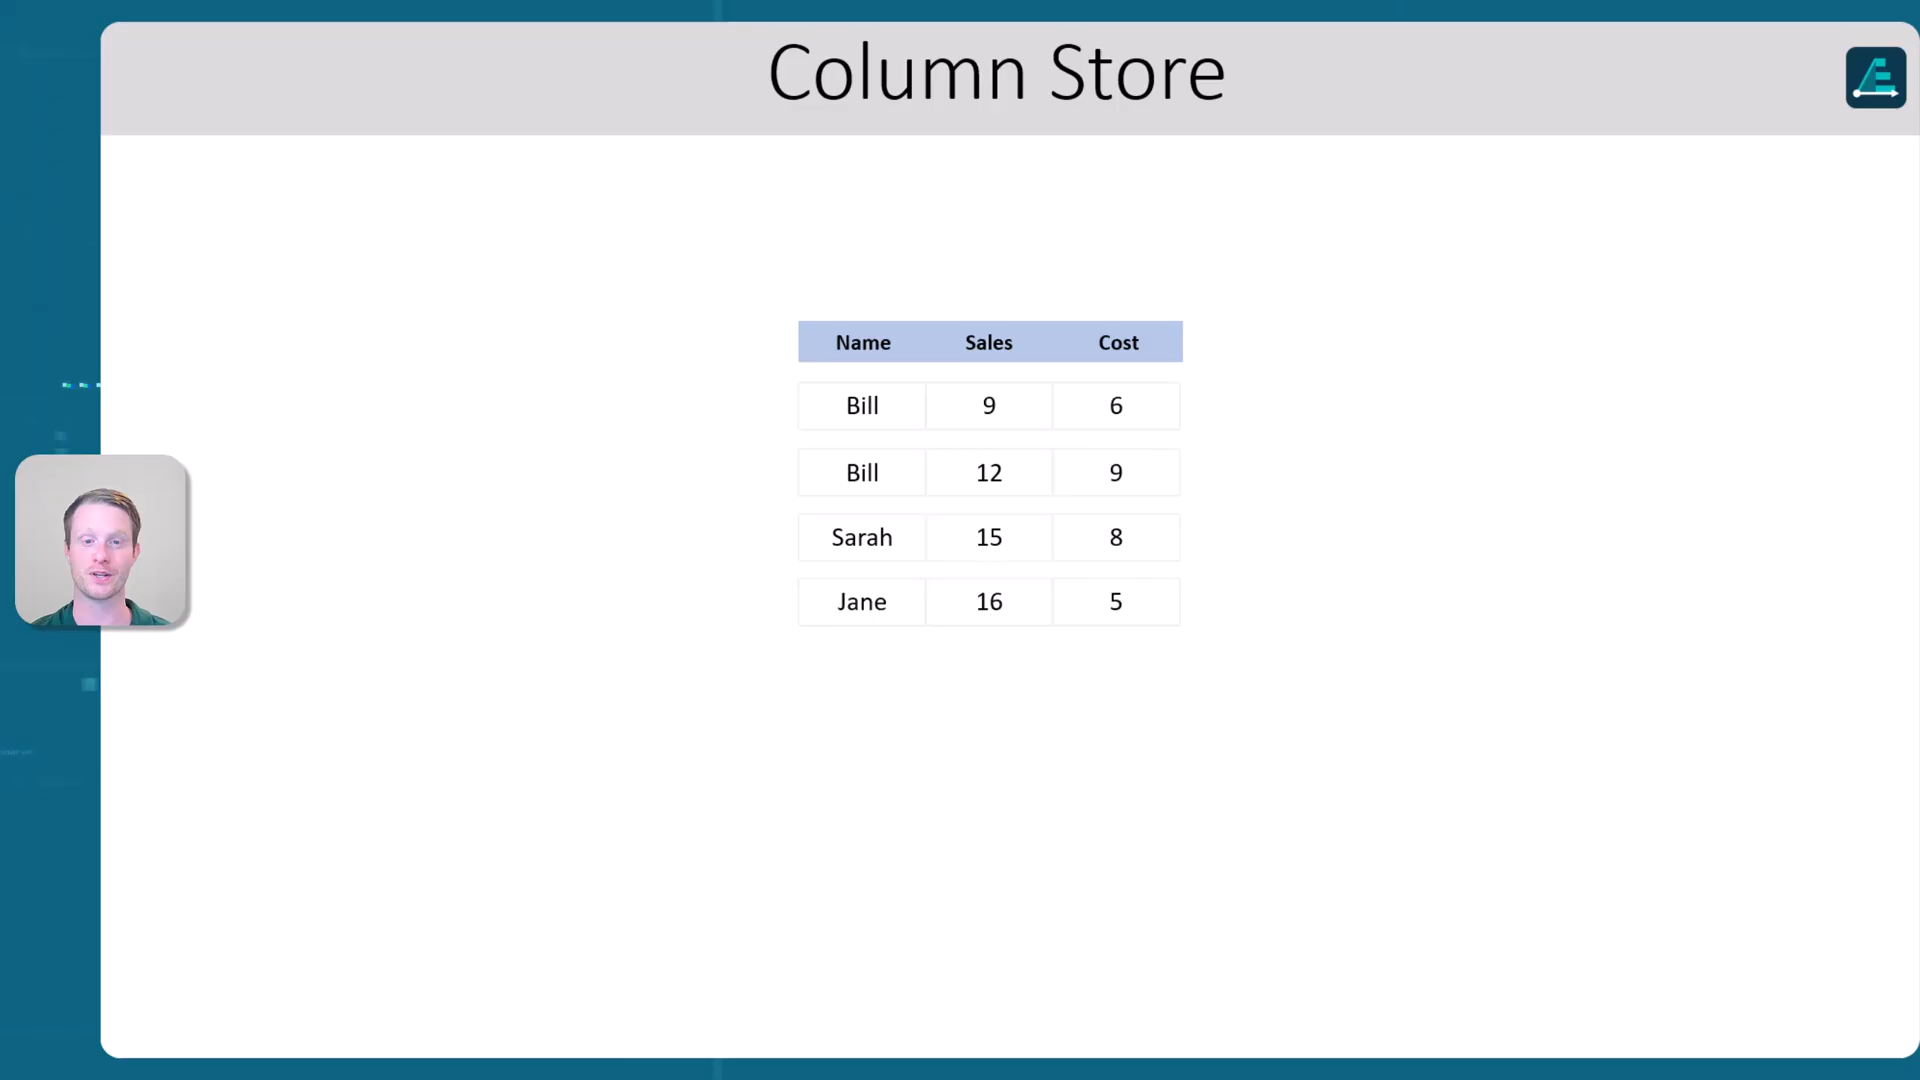 Column Store
Name Sales Cost
Bill 9 6
Bill 12 9
Sarah 15 8
Jane 16 5